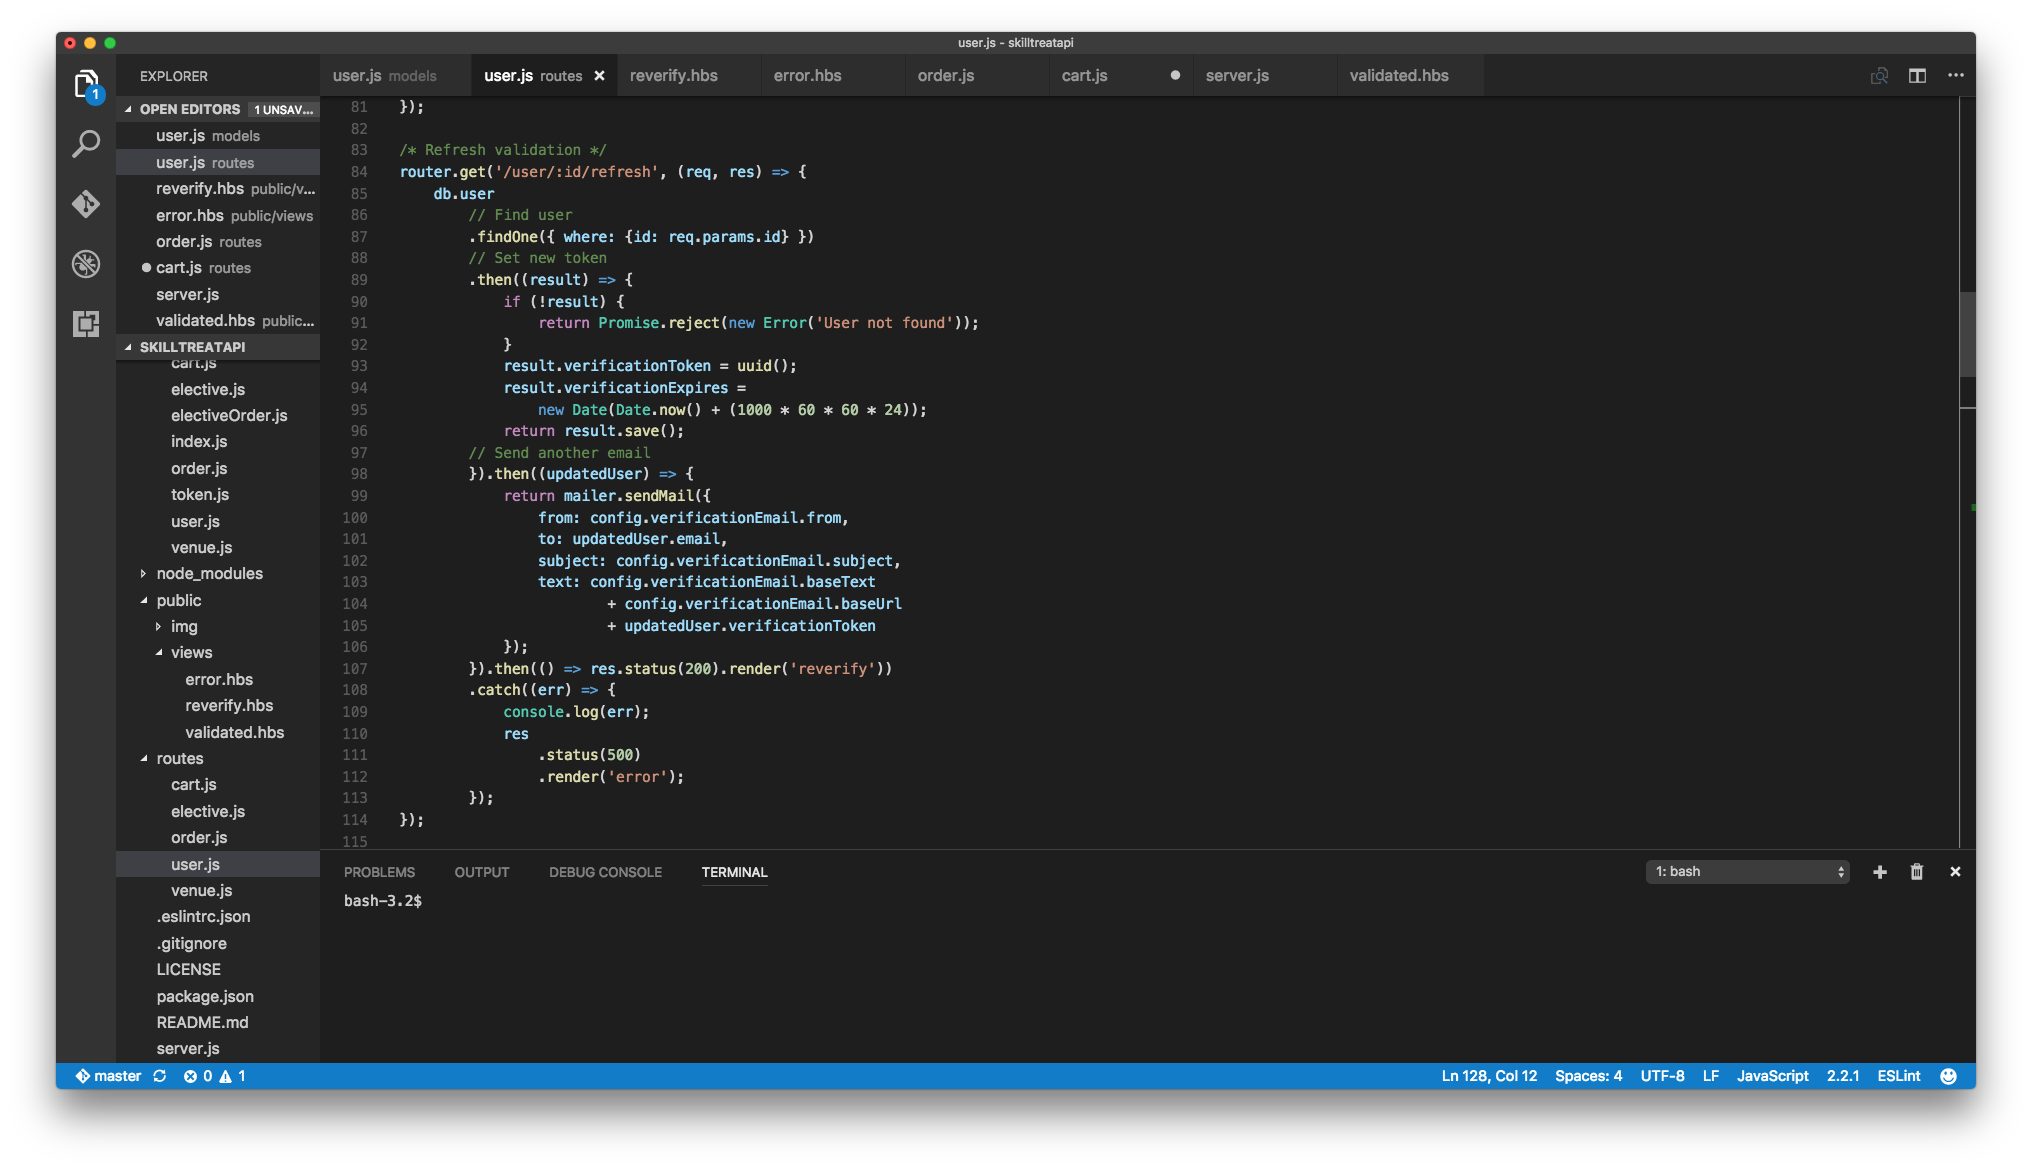 user.js - skilltreatapi
EXPLORER
user.js models
user.js routes
reverify.hbs
error.hbs
order.js
cart.js
server.js
validated.hbs
1
OPEN EDITORS 1 UNSAV...
user.js models
user.js routes
reverify.hbs public/v...
error.hbs public/views
order.js routes
cart.js routes
server.js
validated.hbs public...
SKILLTREATAPI
cart.js
elective.js
electiveOrder.js
index.js
order.js
token.js
user.js
venue.js
node_modules
public
img
views
error.hbs
reverify.hbs
validated.hbs
routes
cart.js
elective.js
order.js
user.js
venue.js
.eslintrc.json
.gitignore
LICENSE
package.json
README.md
server.js
81 });
82
83 /* Refresh validation */
84 router.get('/user/:id/refresh', (req, res) => {
85     db.user
86         // Find user
87         .findOne({ where: {id: req.params.id} })
88         // Set new token
89         .then((result) => {
90             if (!result) {
91                 return Promise.reject(new Error('User not found'));
92             }
93             result.verificationToken = uuid();
94             result.verificationExpires =
95                 new Date(Date.now() + (1000 * 60 * 60 * 24));
96             return result.save();
97         // Send another email
98         }).then((updatedUser) => {
99             return mailer.sendMail({
100                 from: config.verificationEmail.from,
101                 to: updatedUser.email,
102                 subject: config.verificationEmail.subject,
103                 text: config.verificationEmail.baseText
104                         + config.verificationEmail.baseUrl
105                         + updatedUser.verificationToken
106             });
107         }).then(() => res.status(200).render('reverify'))
108         .catch((err) => {
109             console.log(err);
110             res
111                 .status(500)
112                 .render('error');
113         });
114 });
115
PROBLEMS OUTPUT DEBUG CONSOLE TERMINAL 1: bash
bash-3.2$
master 0 1 Ln 128, Col 12 Spaces: 4 UTF-8 LF JavaScript 2.2.1 ESLint